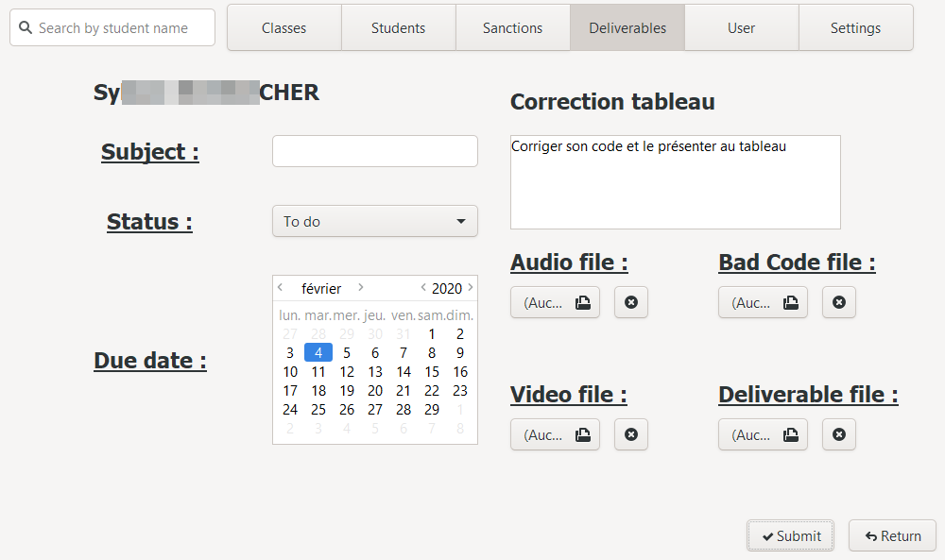 Search by student name
Classes
Students
Sanctions
Deliverables
User
Settings
Sy CHER
Subject :
Status :
To do
Due date :
février
2020
lun. mar. mer. jeu. ven. sam. dim.
27 28 29 30 31 1 2
3 4 5 6 7 8 9
10 11 12 13 14 15 16
17 18 19 20 21 22 23
24 25 26 27 28 29 1
2 3 4 5 6 7 8
Correction tableau
Corriger son code et le présenter au tableau
Audio file :
(Auc...
Bad Code file :
(Auc...
Video file :
(Auc...
Deliverable file :
(Auc...
Submit
Return